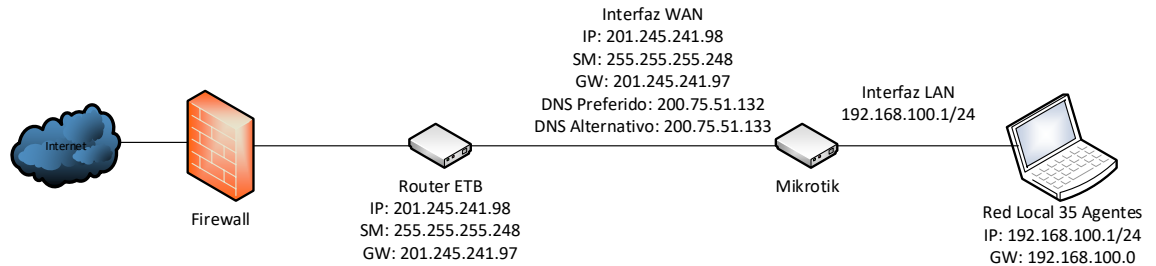 Internet
Firewall
Router ETB
IP: 201.245.241.98
SM: 255.255.255.248
GW: 201.245.241.97
Interfaz WAN
IP: 201.245.241.98
SM: 255.255.255.248
GW: 201.245.241.97
DNS Preferido: 200.75.51.132
DNS Alternativo: 200.75.51.133
Mikrotik
Interfaz LAN
192.168.100.1/24
Red Local 35 Agentes
IP: 192.168.100.1/24
GW: 192.168.100.0